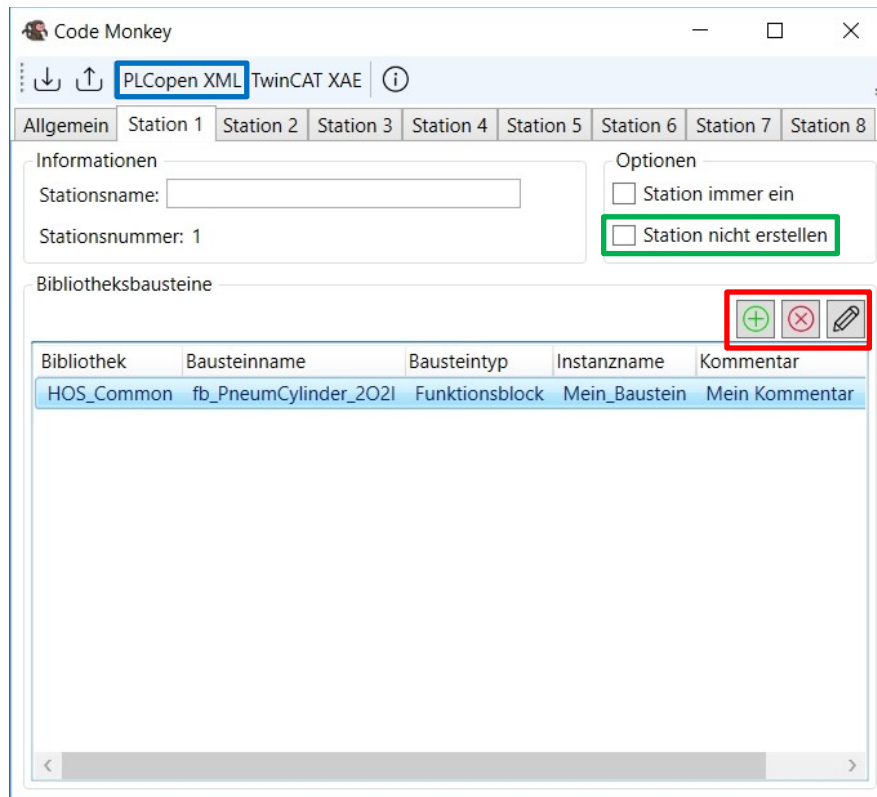 Code Monkey
PLCopen XML TwinCAT XAE
Allgemein Station 1 Station 2 Station 3 Station 4 Station 5 Station 6 Station 7 Station 8
Informationen
Stationsname:
Stationsnummer: 1
Optionen
Station immer ein
Station nicht erstellen
Bibliotheksbausteine
Bibliothek Bausteinname Bausteintyp Instanzname Kommentar
HOS_Common fb_PneumCylinder_2O2I Funktionsblock Mein_Baustein Mein Kommentar